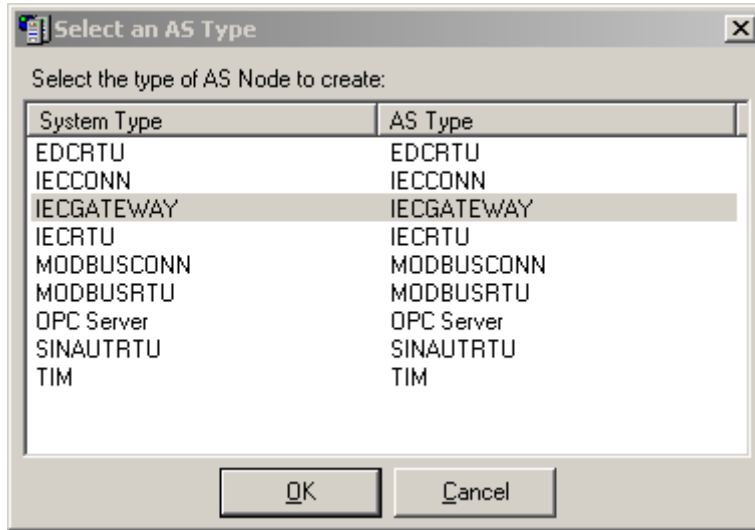 Select an AS Type
Select the type of AS Node to create:
System Type AS Type
EDCRTU EDCRTU
IECCONN IECCONN
IECGATEWAY IECGATEWAY
IECRTU IECRTU
MODBUSCONN MODBUSCONN
MODBUSRTU MODBUSRTU
OPC Server OPC Server
SINAUTRTU SINAUTRTU
TIM TIM
OK Cancel